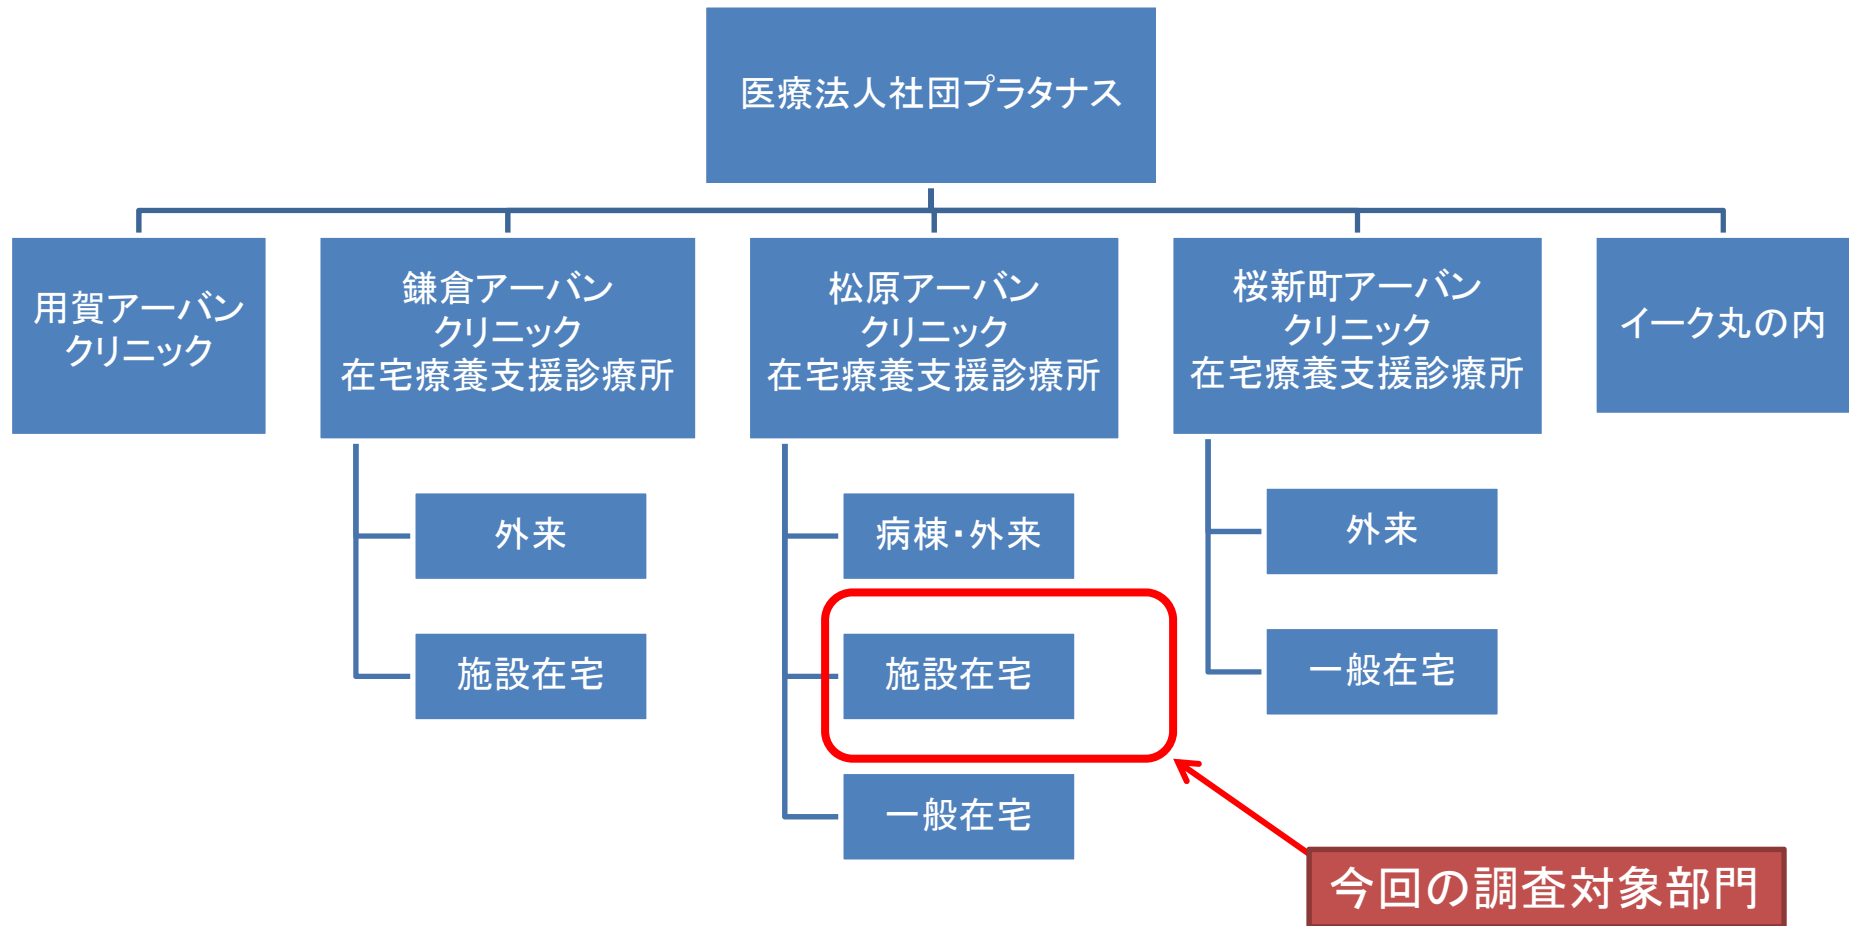 医療法人社団プラタナス
用賀アーバン
クリニック
鎌倉アーバン
クリニック
在宅療養支援診療所
松原アーバン
クリニック
在宅療養支援診療所
桜新町アーバン
クリニック
在宅療養支援診療所
イーク丸の内
外来
施設在宅
病棟・外来
施設在宅
一般在宅
外来
一般在宅
今回の調査対象部門